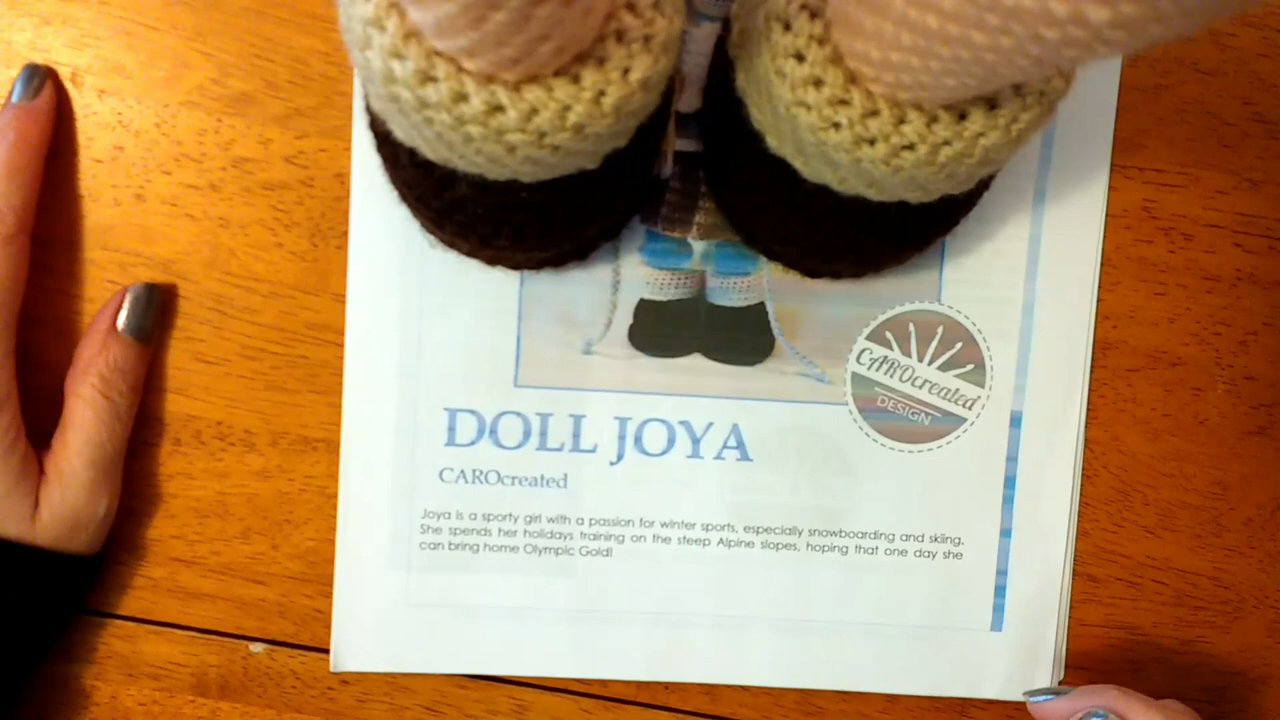 CAROcreated
DESIGN
DOLL JOYA
CAROcreated
Joya is a sporty girl with a passion for winter sports, especially snowboarding and skiing.
She spends her holidays training on the steep Alpine slopes, hoping that one day she
can bring home Olympic Gold!